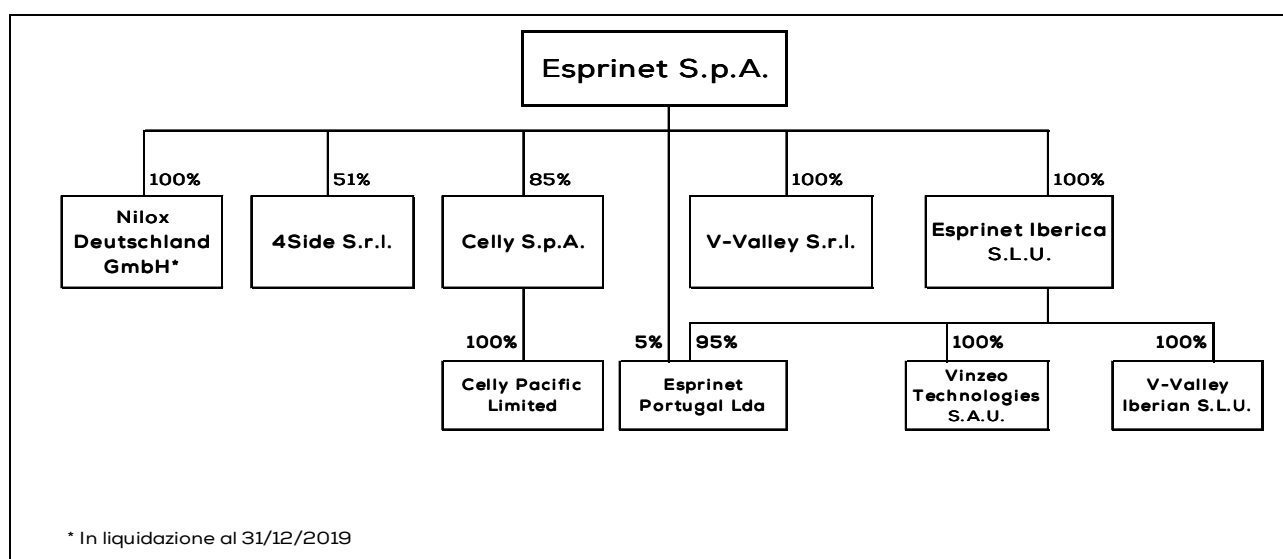 Esprinet S.p.A.
100%
51%
85%
100%
100%
Nilox
Deutschland
GmbH*
4Side S.r.l.
Celly S.p.A.
V-Valley S.r.l.
Esprinet Iberica
S.L.U.
100%
5%
95%
100%
100%
Celly Pacific
Limited
Esprinet
Portugal Lda
Vinzeo
Technologies
S.A.U.
V-Valley
Iberian S.L.U.
* In liquidazione al 31/12/2019